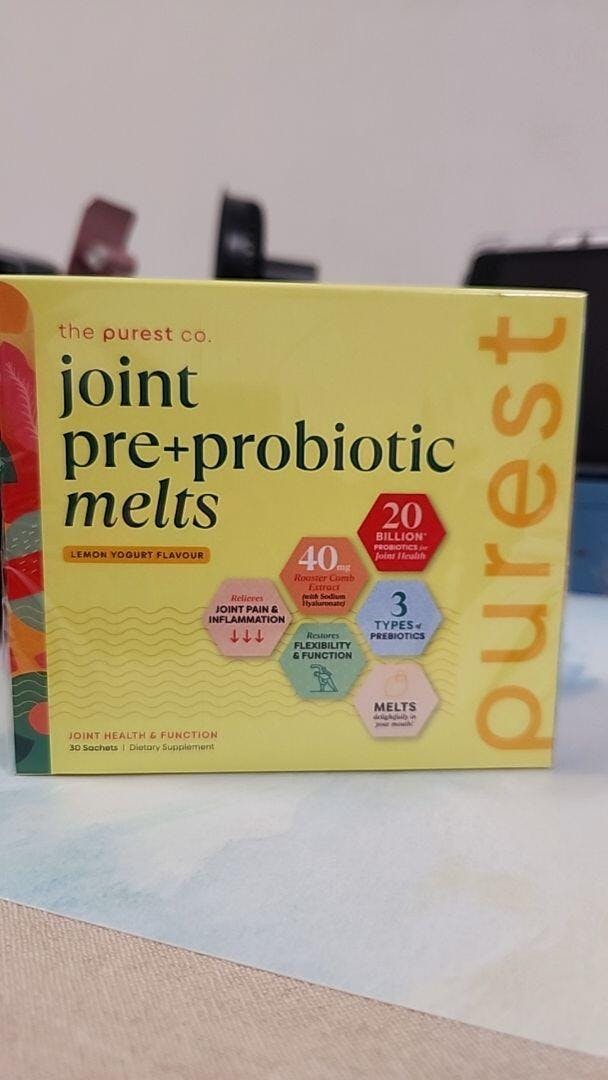 the purest co.
joint
pre+probiotic
melts
LEMON YOGURT FLAVOUR
20
BILLION*
PROBIOTICS for
Joint Health
40mg
Rooster Comb
Extract
(with Sodium
Hyaluronate)
Relieves
JOINT PAIN &
INFLAMMATION
3
TYPES of
PREBIOTICS
Restores
FLEXIBILITY
& FUNCTION
MELTS
delightfully in
your mouth!
JOINT HEALTH & FUNCTION
30 Sachets | Dietary Supplement
purest